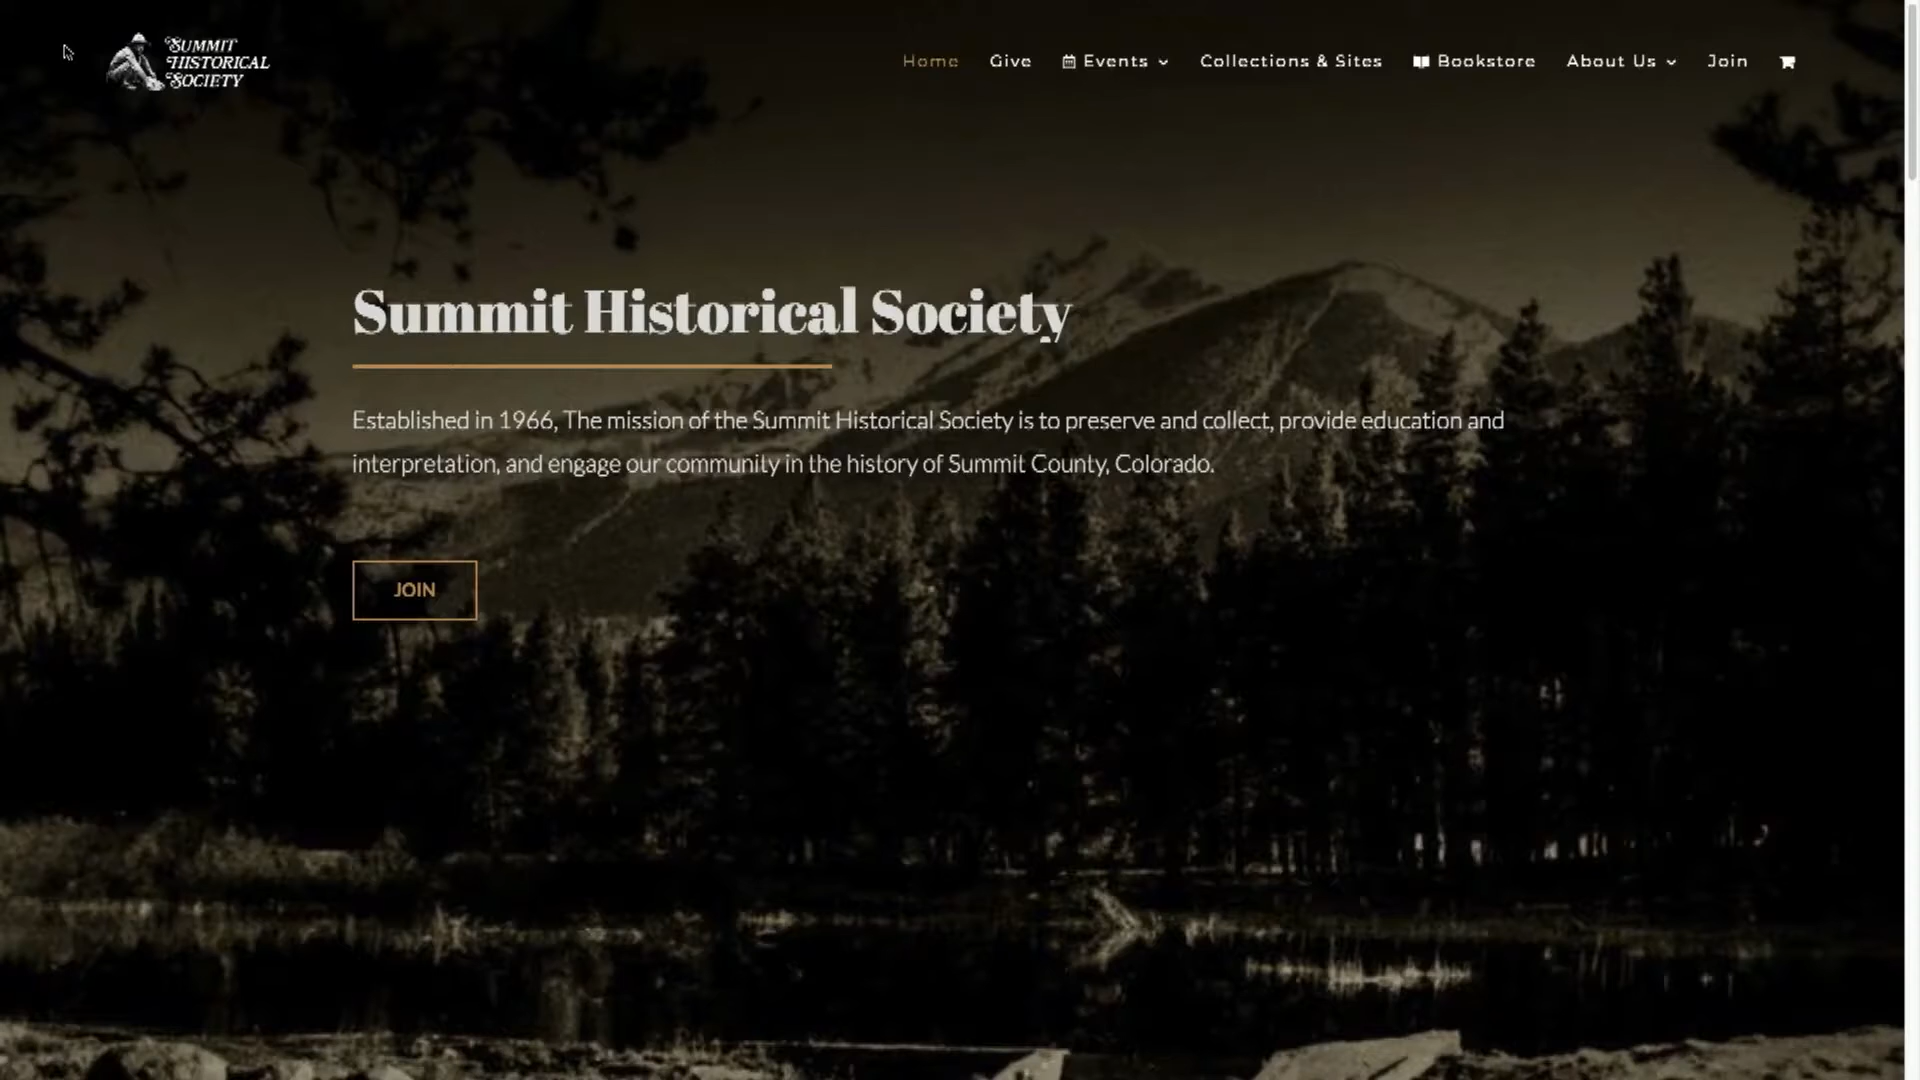 SUMMIT
HISTORICAL
SOCIETY
Home Give Events Collections & Sites Bookstore About Us Join
Summit Historical Society
Established in 1966, The mission of the Summit Historical Society is to preserve and collect, provide education and
interpretation, and engage our community in the history of Summit County, Colorado.
JOIN